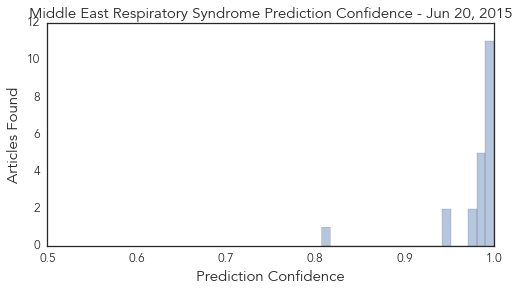 Middle East Respiratory Syndrome Prediction Confidence - Jun 20, 2015
12
10
8
6
4
2
0
Articles Found
0.5 0.6 0.7 0.8 0.9 1.0
Prediction Confidence